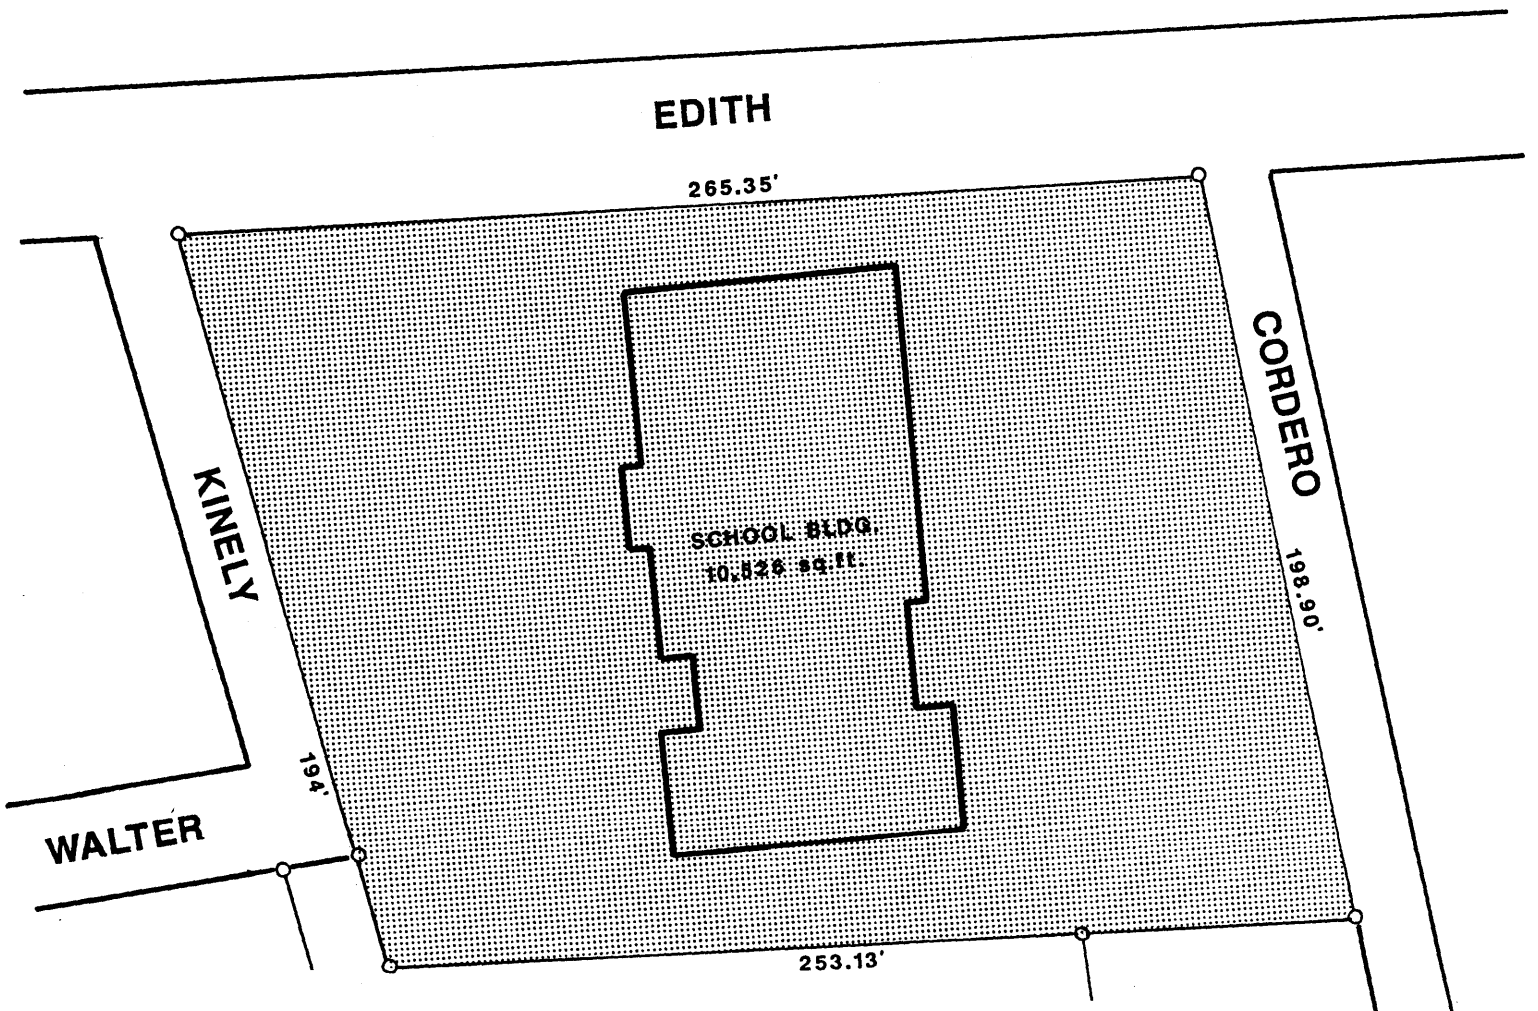 EDITH
265.35'
CORDERO
KINELY
SCHOOL BLDG.
10,526 sq.ft.
198.90'
194'
WALTER
253.13'